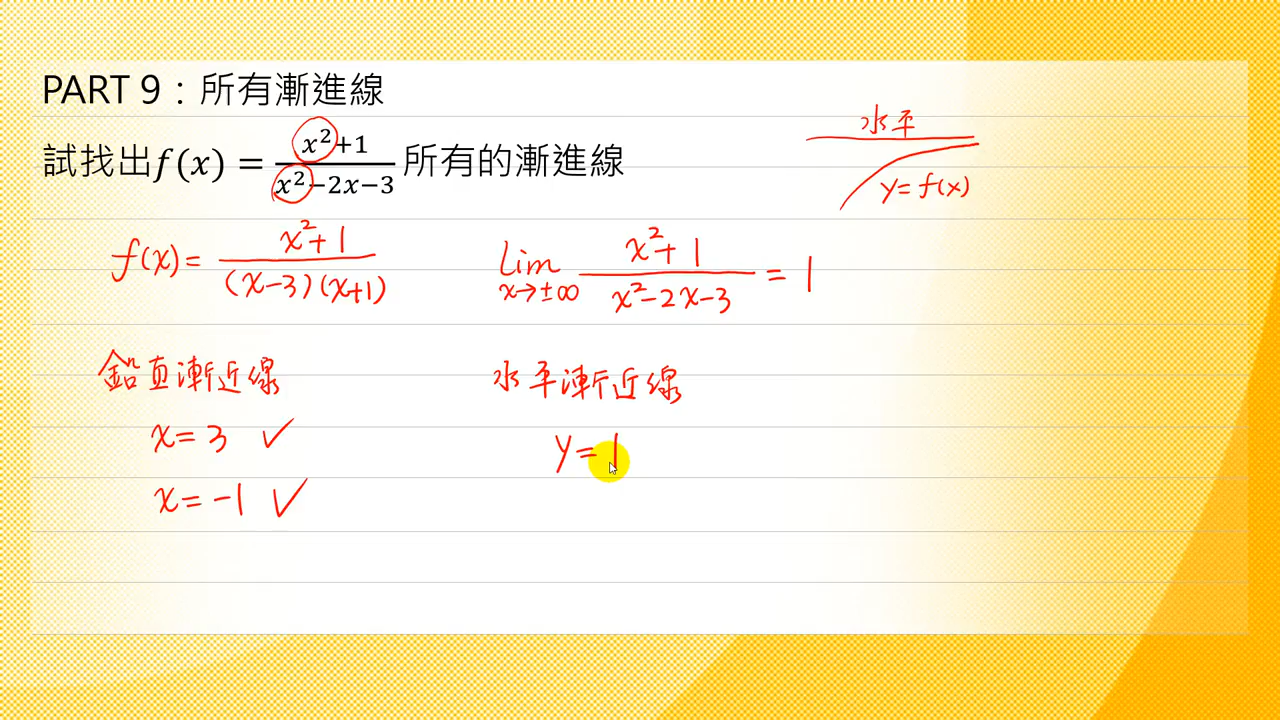 PART 9：所有漸進線
試找出f(x) = (x²+1)/(x²−2x−3) 所有的漸進線
水平
y = f(x)
f(x) = (x²+1)/((x−3)(x+1))
lim x→±∞ (x²+1)/(x²−2x−3) = 1
鉛直漸近線
x = 3 ✓
x = −1 ✓
水平漸近線
y = 1